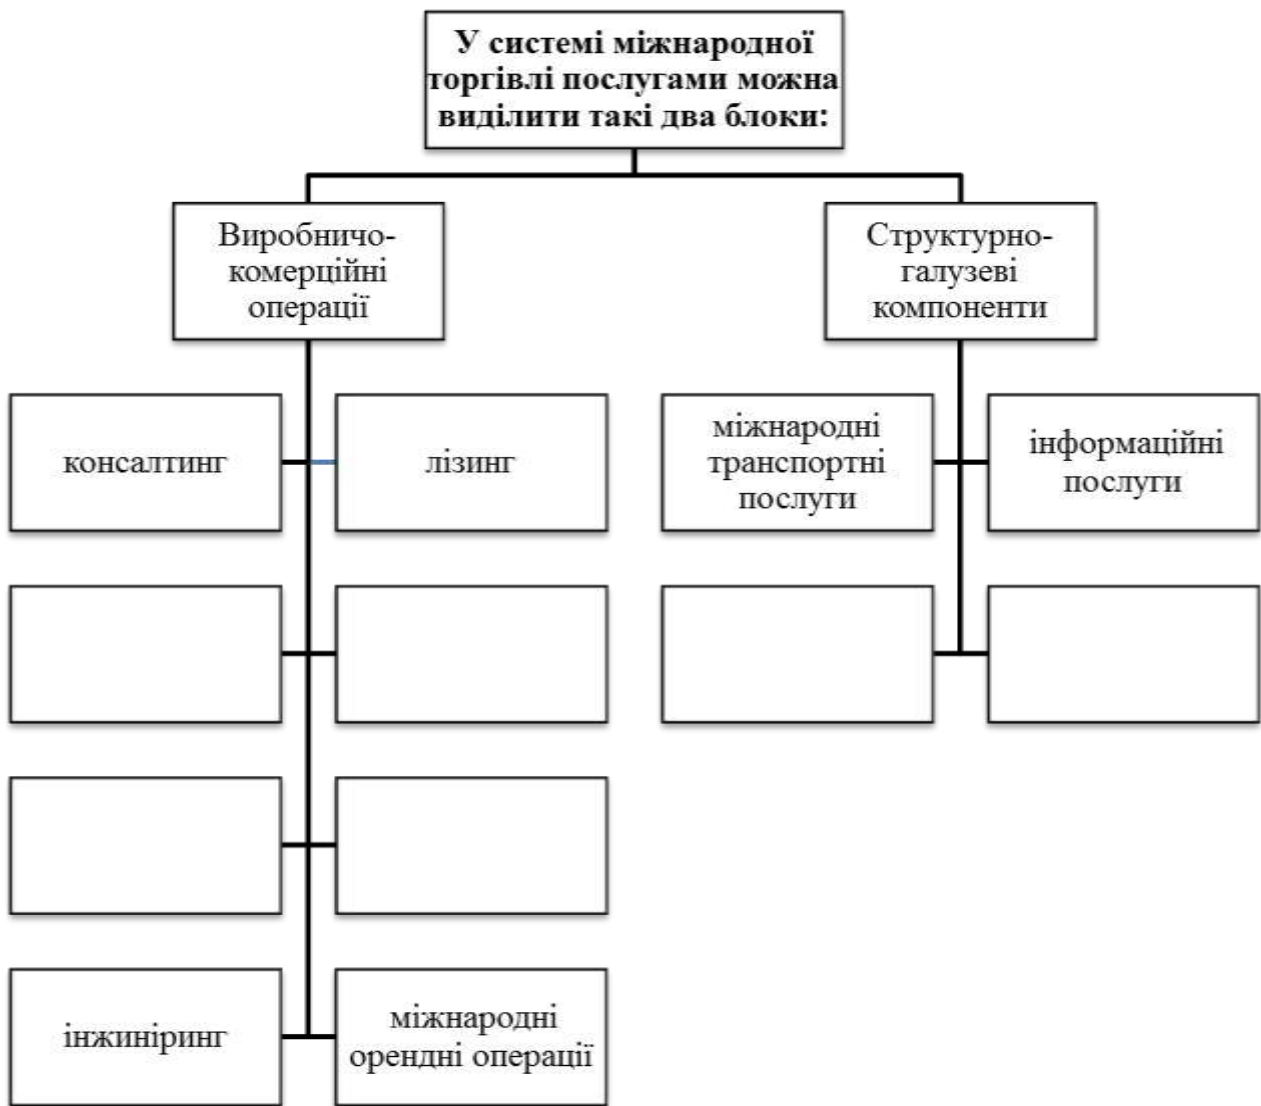 У системі міжнародної
торгівлі послугами можна
виділити такі два блоки:
Виробничо-
комерційні
операції
Структурно-
галузеві
компоненти
консалтинг
лізинг
міжнародні
транспортні
послуги
інформаційні
послуги
інжиніринг
міжнародні
орендні операції